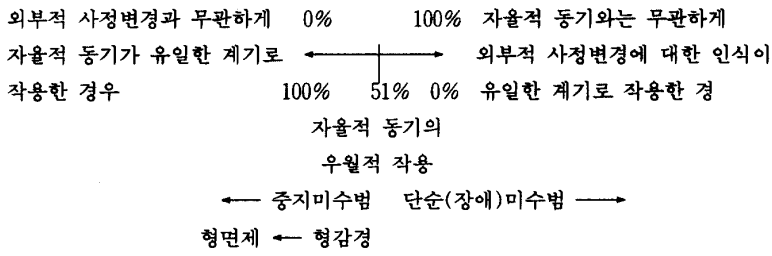 외부적 사정변경과 무관하게 0% 100% 자율적 동기와는 무관하게
자율적 동기가 유일한 계기로 외부적 사정변경에 대한 인식이
작용한 경우 100% 51% 0% 유일한 계기로 작용한 경
자율적 동기의
우월적 작용
중지미수범 단순(장애)미수범
형면제 형감경